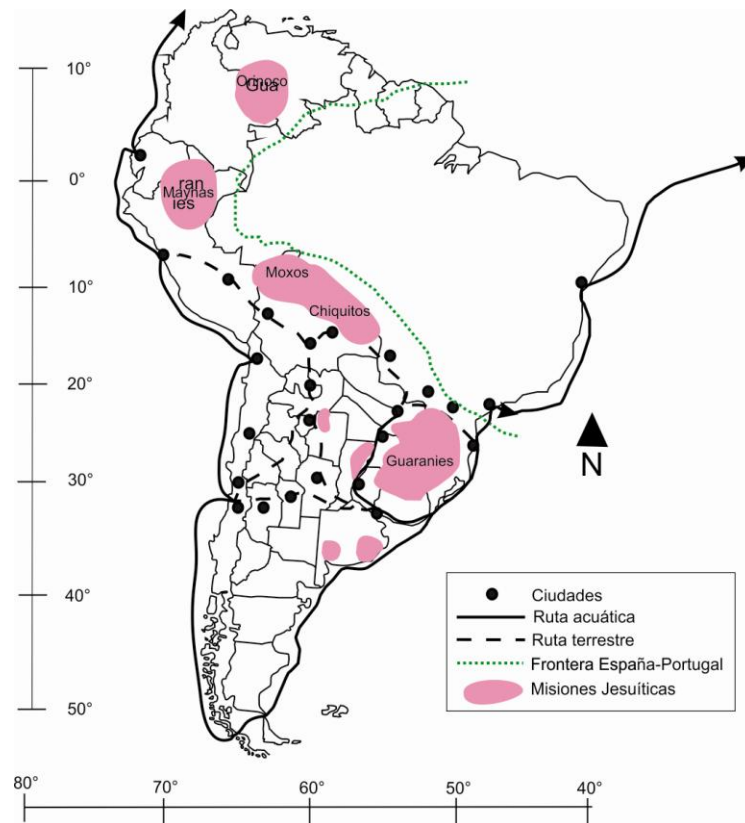 10°
0°
10°
20°
30°
40°
50°
Orinoco
Gua
ran
Maynas
ies
Moxos
Chiquitos
Guaranies
N
Ciudades
Ruta acuática
Ruta terrestre
Frontera España-Portugal
Misiones Jesuíticas
80°
70°
60°
50°
40°